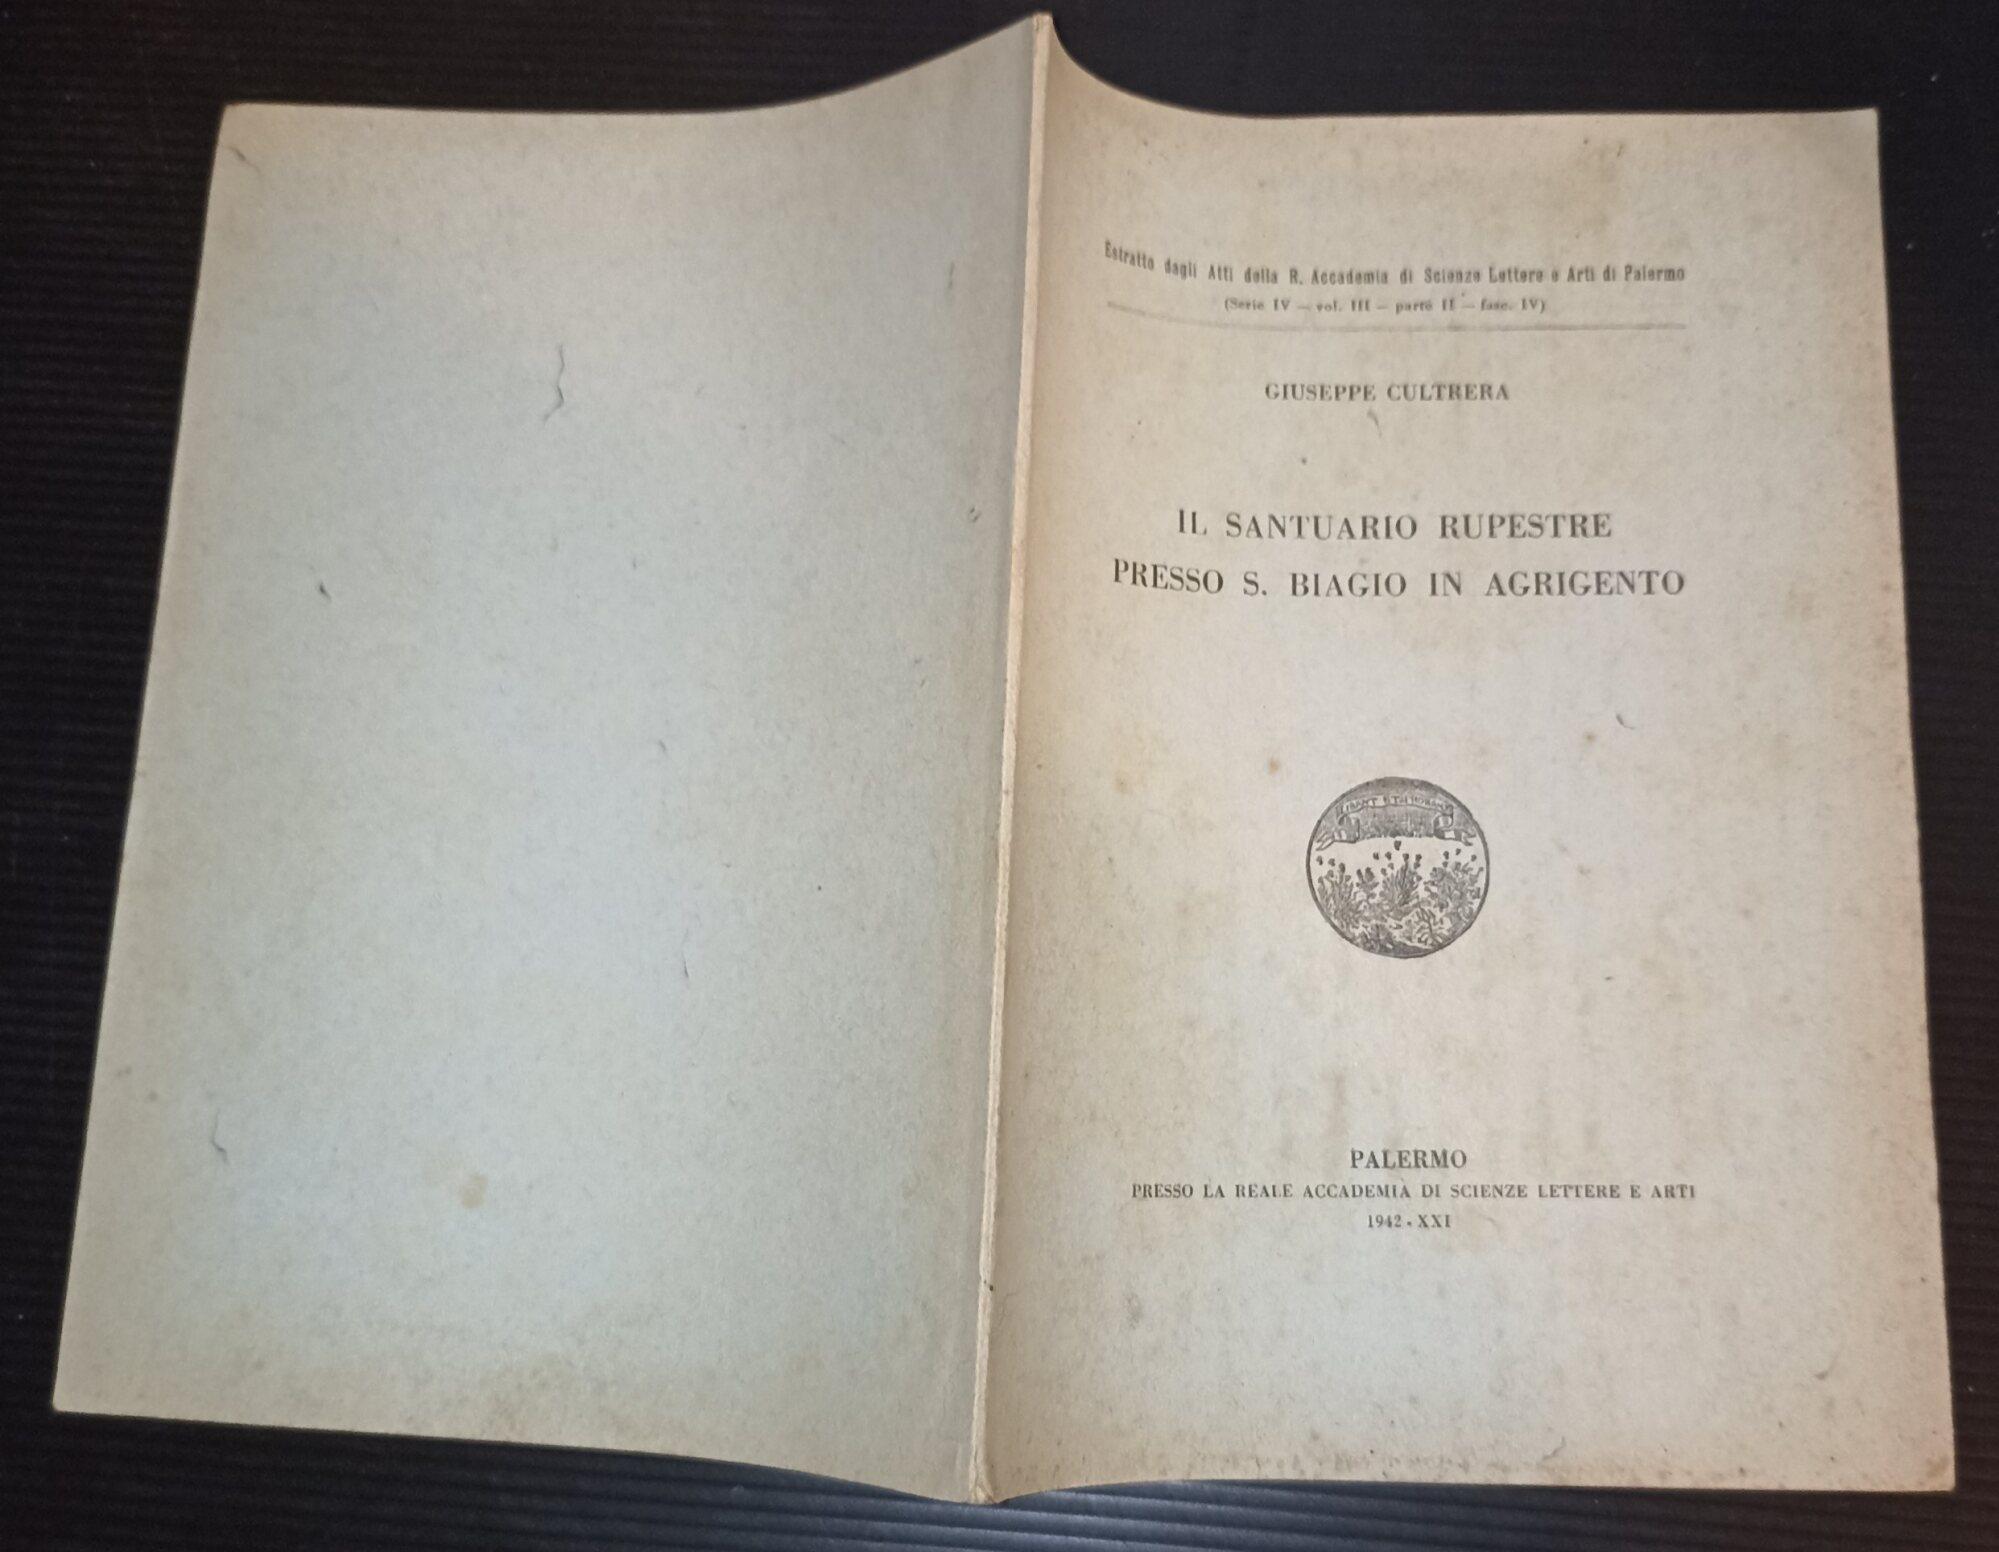 Estratto dagli Atti della R. Accademia di Scienze Lettere e Arti di Palermo
(Serie IV — vol. III — parte II — fasc. IV)
GIUSEPPE CULTRERA
IL SANTUARIO RUPESTRE
PRESSO S. BIAGIO IN AGRIGENTO
PALERMO
PRESSO LA REALE ACCADEMIA DI SCIENZE LETTERE E ARTI
1942 - XXI